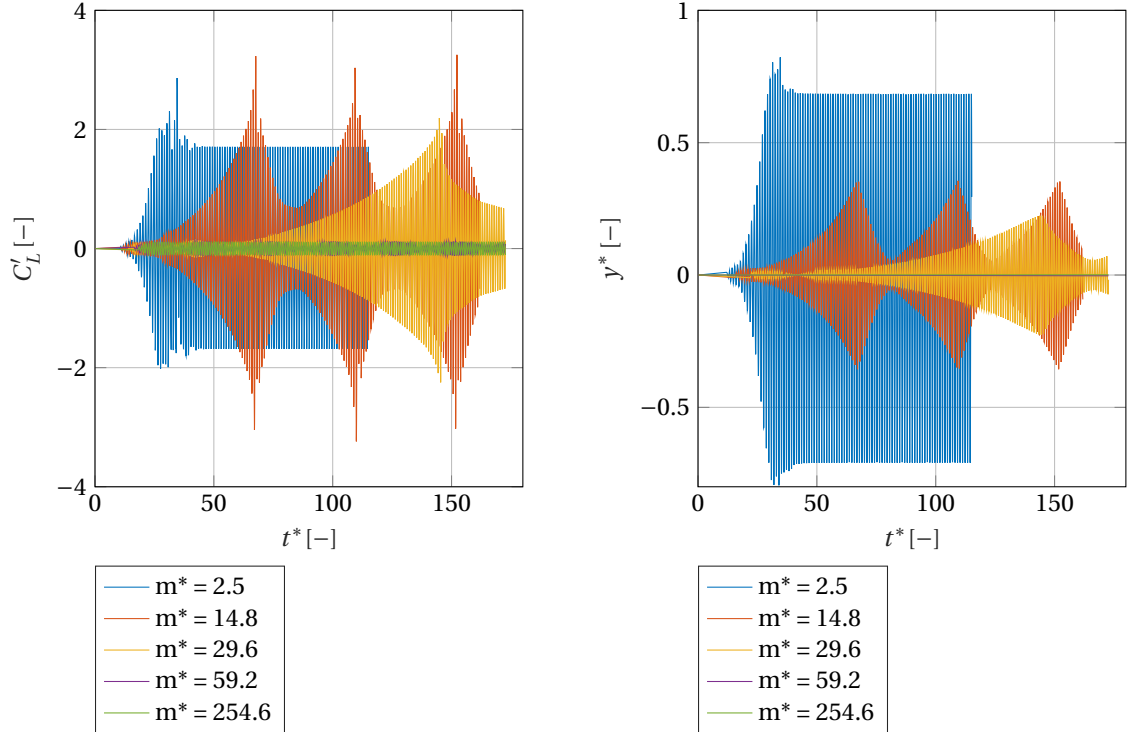 4
2
0
−2
−4
C′L [−]
0
50
100
150
t* [−]
m* = 2.5
m* = 14.8
m* = 29.6
m* = 59.2
m* = 254.6
1
0.5
0
−0.5
y* [−]
0
50
100
150
t* [−]
m* = 2.5
m* = 14.8
m* = 29.6
m* = 59.2
m* = 254.6